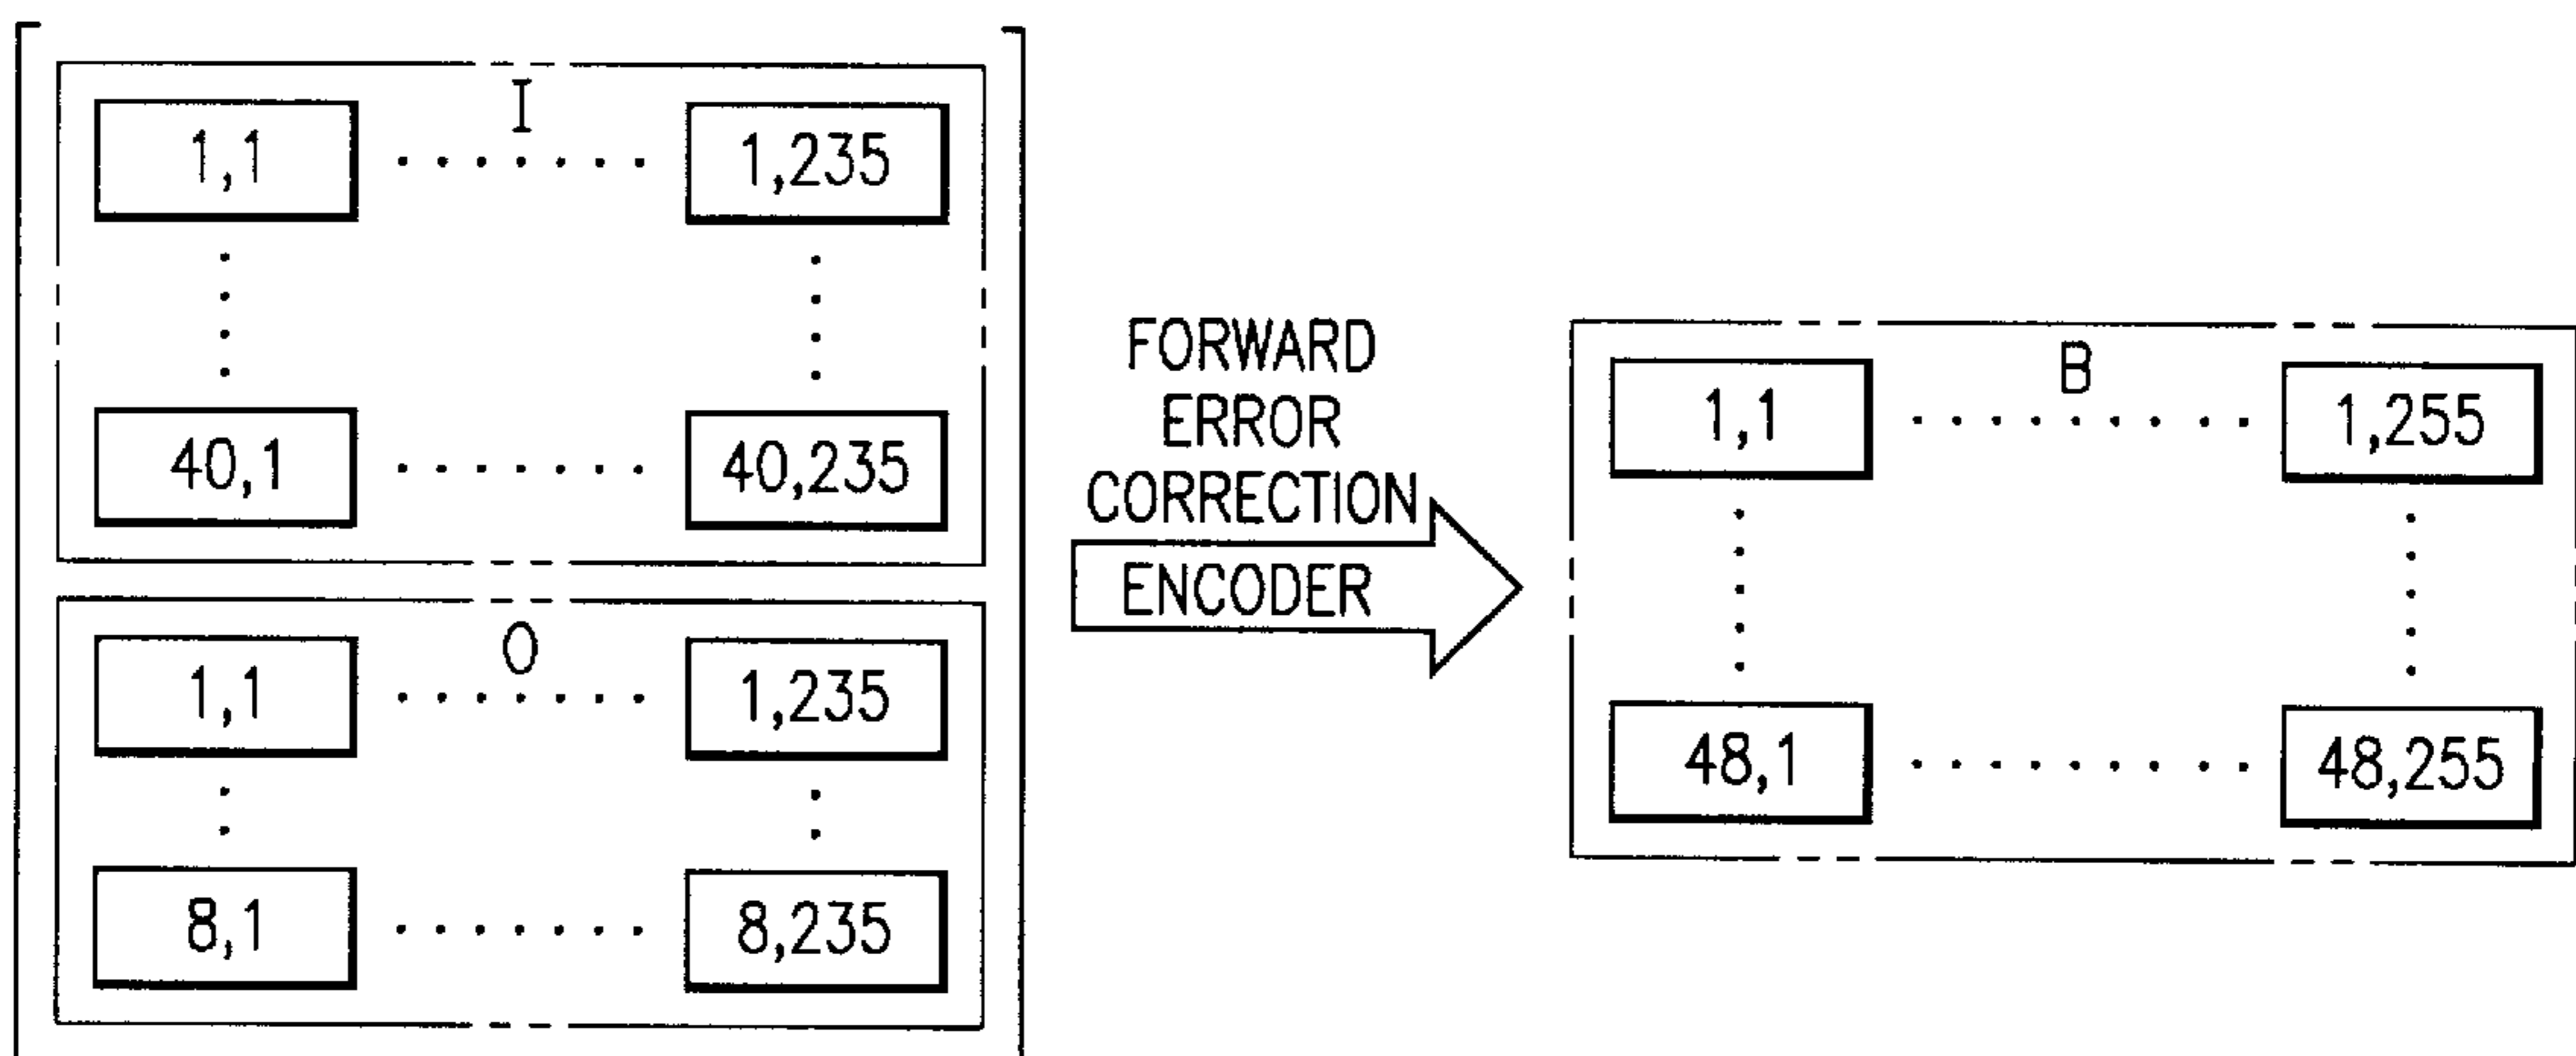 I
1,1 ....... 1,235
40,1 ....... 40,235
O
1,1 ....... 1,235
8,1 ....... 8,235
FORWARD
ERROR
CORRECTION
ENCODER
B
1,1 ......... 1,255
48,1 ......... 48,255